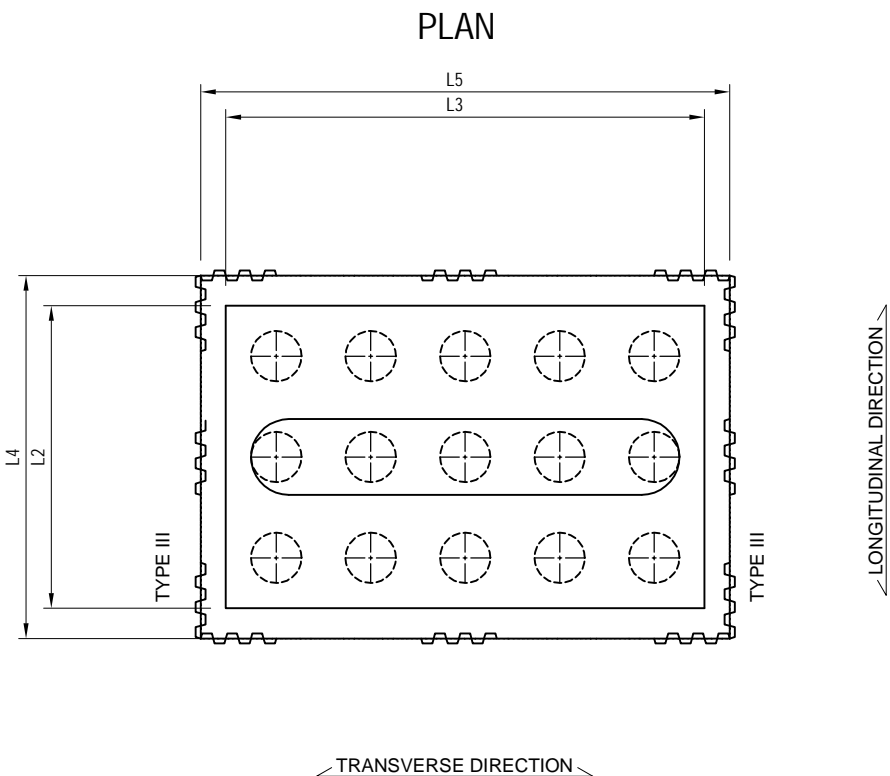 PLAN
L5
L3
L4
L2
TYPE III
TYPE III
LONGITUDINAL DIRECTION
TRANSVERSE DIRECTION